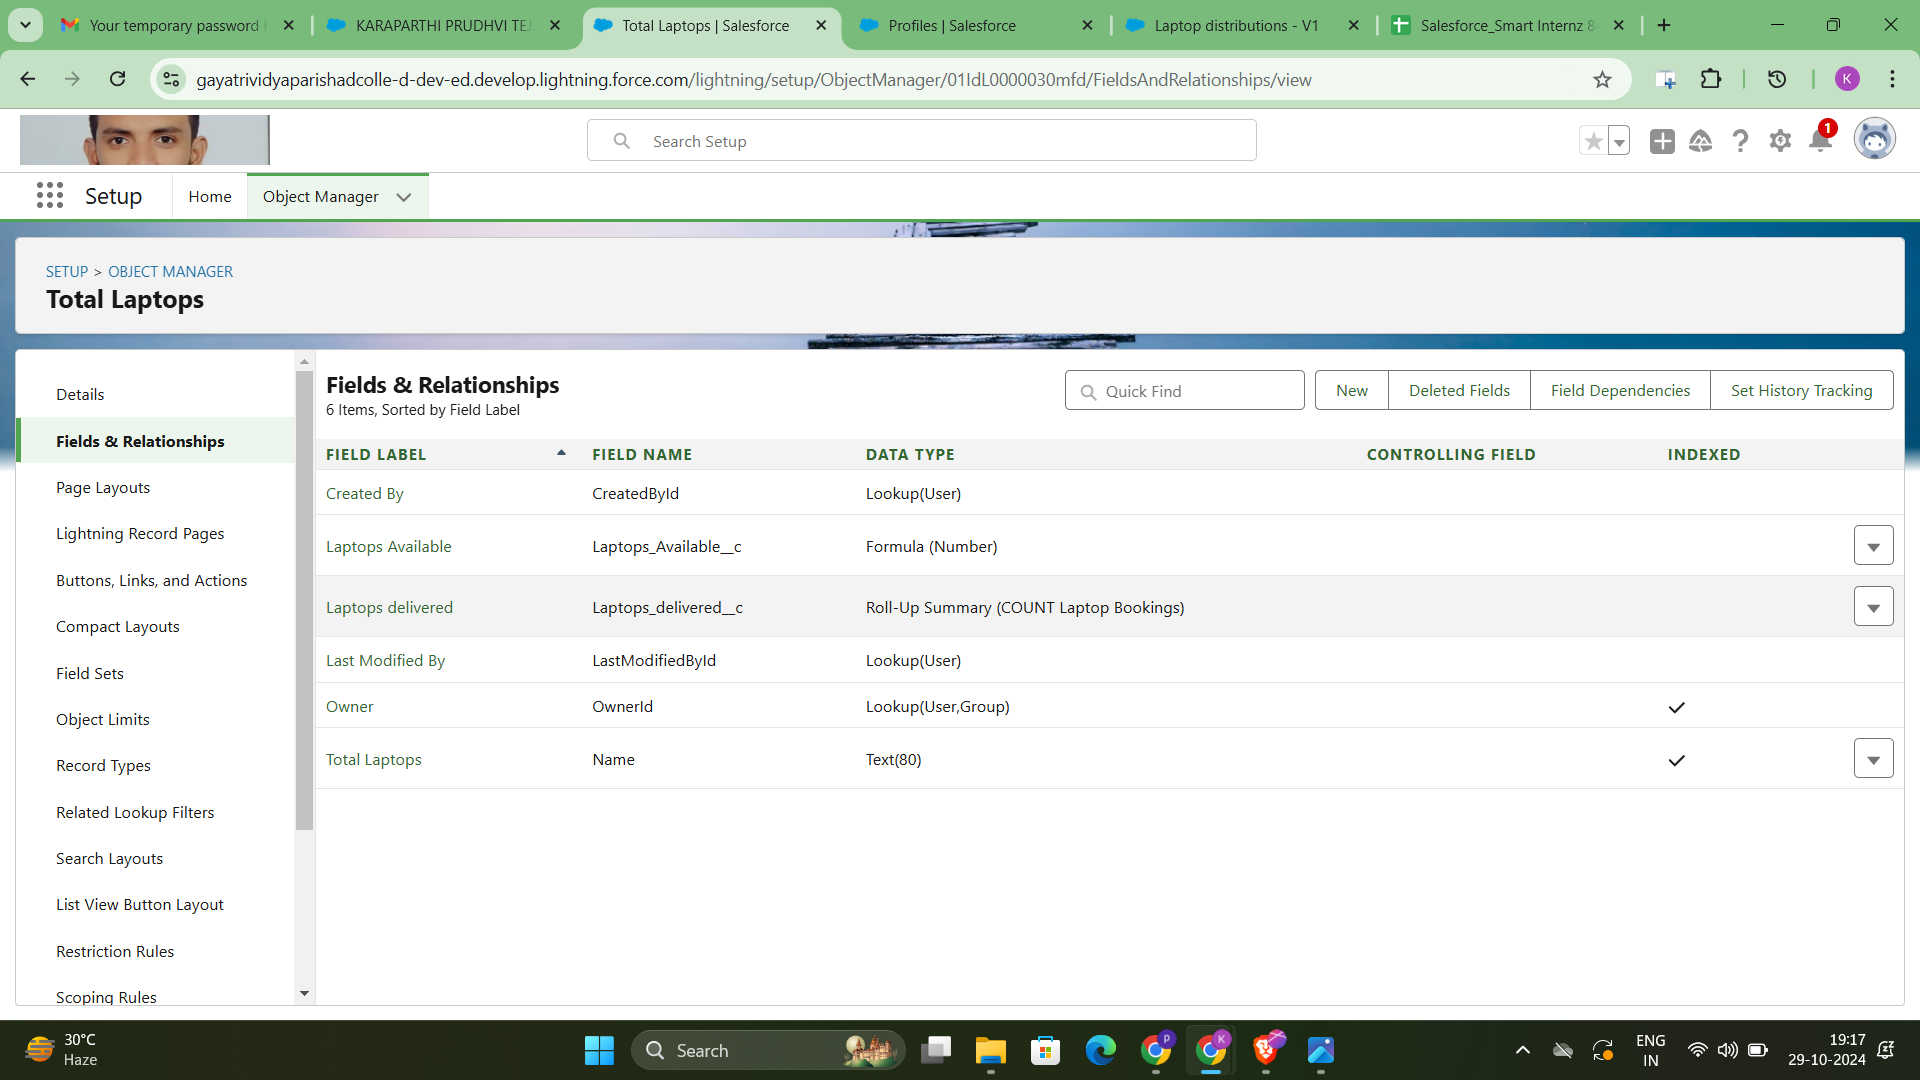 Your temporary password
KARAPARTHI PRUDHVI TEJ
Total Laptops | Salesforce
Profiles | Salesforce
Laptop distributions - V1
Salesforce_Smart Internz 8
gayatrividyaparishadcolle-d-dev-ed.develop.lightning.force.com/lightning/setup/ObjectManager/01IdL0000030mfd/FieldsAndRelationships/view
K
Search Setup
1
Setup
Home
Object Manager
SETUP > OBJECT MANAGER
Total Laptops
Details
Fields & Relationships
Page Layouts
Lightning Record Pages
Buttons, Links, and Actions
Compact Layouts
Field Sets
Object Limits
Record Types
Related Lookup Filters
Search Layouts
List View Button Layout
Restriction Rules
Scoping Rules
Fields & Relationships
6 Items, Sorted by Field Label
Quick Find
New
Deleted Fields
Field Dependencies
Set History Tracking
FIELD LABEL FIELD NAME DATA TYPE CONTROLLING FIELD INDEXED
Created By CreatedById Lookup(User)
Laptops Available Laptops_Available__c Formula (Number)
Laptops delivered Laptops_delivered__c Roll-Up Summary (COUNT Laptop Bookings)
Last Modified By LastModifiedById Lookup(User)
Owner OwnerId Lookup(User,Group)
Total Laptops Name Text(80)
30°C
Haze
Search
P
K
ENG
IN
19:17
29-10-2024